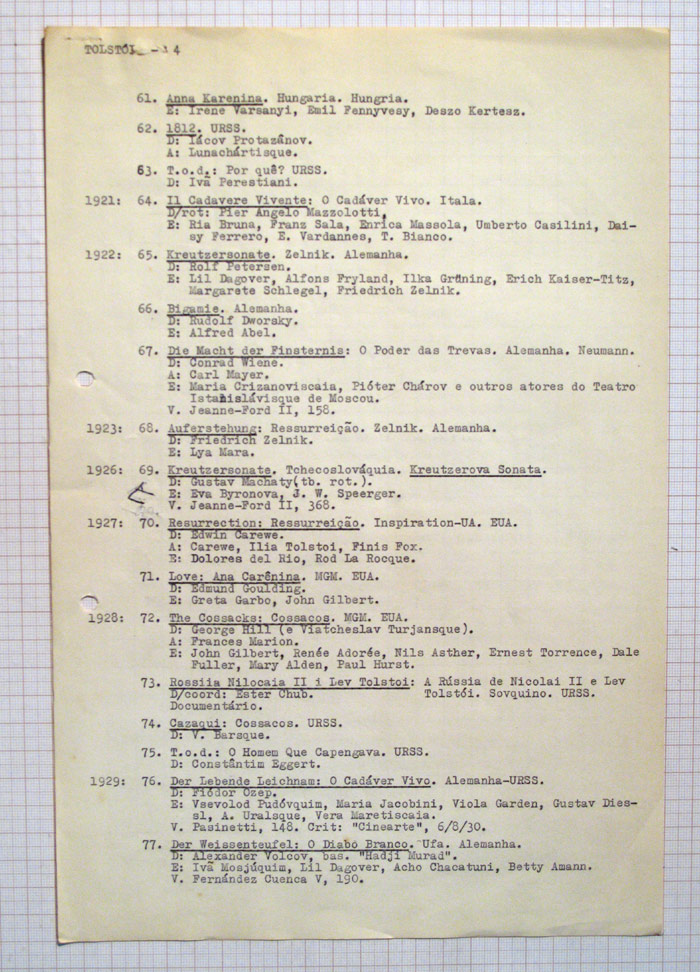 TOLSTÓI - 4
61. Anna Karenina. Hungaria. Hungria.
E: Irene Varsanyi, Emil Fennyvesy, Deszo Kertesz.
62. 1812. URSS.
D: Iácov Protazânov.
A: Lunachártisque.
63. T.o.d.: Por quê? URSS.
D: Ivã Perestiani.
1921: 64. Il Cadavere Vivente: O Cadáver Vivo. Itala.
D/rot: Pier Angelo Mazzolotti.
E: Ria Bruna, Franz Sala, Enrica Massola, Umberto Casilini, Dai-
sy Ferrero, E. Vardannes, T. Bianco.
1922: 65. Kreutzersonate. Zelnik. Alemanha.
D: Rolf Petersen.
E: Lil Dagover, Alfons Fryland, Ilka Grüning, Erich Kaiser-Titz,
Margarete Schlegel, Friedrich Zelnik.
66. Bigamie. Alemanha.
D: Rudolf Dworsky.
E: Alfred Abel.
67. Die Macht der Finsternis: O Poder das Trevas. Alemanha. Neumann.
D: Conrad Wiene.
A: Carl Mayer.
E: Maria Crizanoviscaia, Pióter Chárov e outros atores do Teatro
Istanislávisque de Moscou.
V. Jeanne-Ford II, 158.
1923: 68. Auferstehung: Ressurreição. Zelnik. Alemanha.
D: Friedrich Zelnik.
E: Lya Mara.
1926: 69. Kreutzersonate. Tchecoslováquia. Kreutzerova Sonata.
D: Gustav Machaty(tb. rot.).
E: Eva Byronova, J. W. Speerger.
V. Jeanne-Ford II, 368.
1927: 70. Resurrection: Ressurreição. Inspiration-UA. EUA.
D: Edwin Carewe.
A: Carewe, Ilia Tolstoi, Finis Fox.
E: Dolores del Rio, Rod La Rocque.
71. Love: Ana Carênina. MGM. EUA.
D: Edmund Goulding.
E: Greta Garbo, John Gilbert.
1928: 72. The Cossacks: Cossacos. MGM. EUA.
D: George Hill (e Viatcheslav Turjansque).
A: Frances Marion.
E: John Gilbert, Renée Adorée, Nils Asther, Ernest Torrence, Dale
Fuller, Mary Alden, Paul Hurst.
73. Rossiia Nilocaia II i Lev Tolstoi: A Rússia de Nicolai II e Lev
D/coord: Ester Chub. Tolstói. Sovquino. URSS.
Documentário.
74. Cazaqui: Cossacos. URSS.
D: V. Barsque.
75. T.o.d.: O Homem Que Capengava. URSS.
D: Constântim Eggert.
1929: 76. Der Lebende Leichnam: O Cadáver Vivo. Alemanha-URSS.
D: Fiódor Ozep.
E: Vsevolod Pudóvquim, Maria Jacobini, Viola Garden, Gustav Dies-
sl, A. Uralsque, Vera Maretiscaia.
V. Pasinetti, 148. Crit: "Cinearte", 6/8/30.
77. Der Weissenteufel: O Diabo Branco. Ufa. Alemanha.
D: Alexander Volcov, bas. "Hadji Murad".
E: Ivã Mosjúquim, Lil Dagover, Acho Chacatuni, Betty Amann.
V. Fernández Cuenca V, 190.